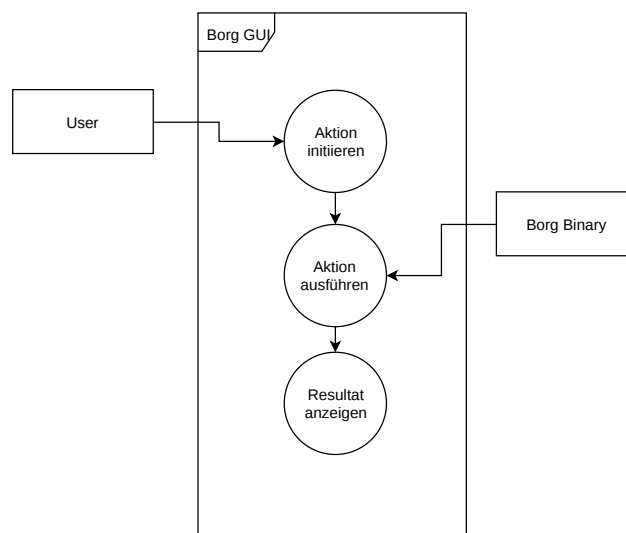 Borg GUI
User
Aktion
initiieren
Borg Binary
Aktion
ausführen
Resultat
anzeigen